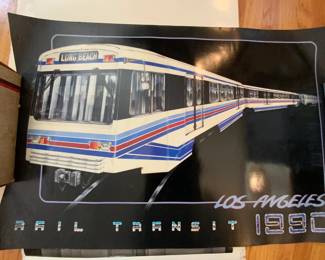 LONG BEACH
LOS ANGELES
RAIL TRANSIT 1990